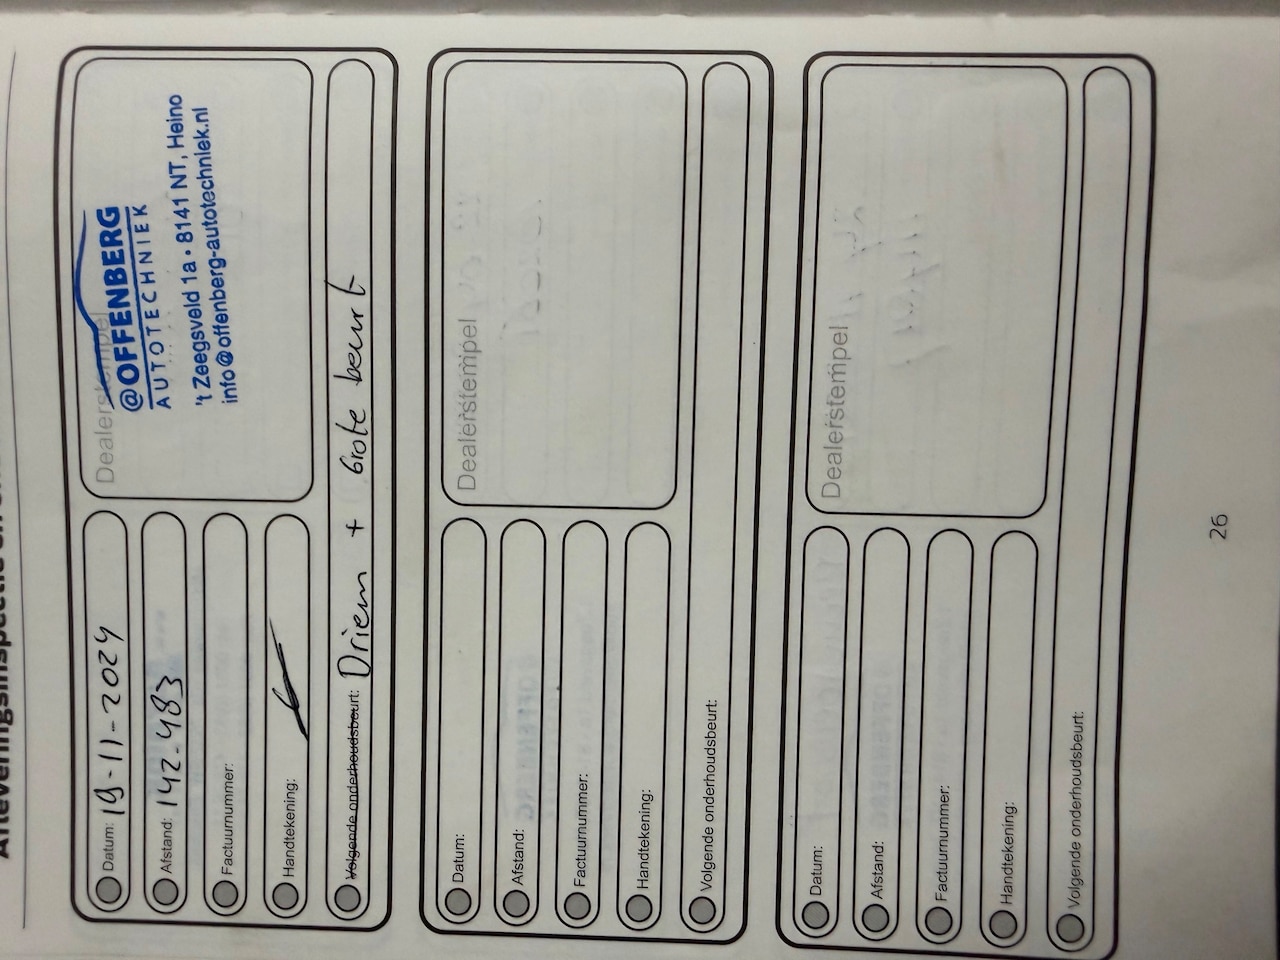 Datum: 19-11-2024
Afstand: 142.483
Factuurnummer:
Handtekening:
Volgende onderhoudsbeurt: Driem + Grote beurt
Dealerstempel
@OFFENBERG
AUTOTECHNIEK
't Zeegsveld 1a • 8141 NT, Heino
info@offenberg-autotechniek.nl
Datum:
Afstand:
Factuurnummer:
Handtekening:
Volgende onderhoudsbeurt:
Dealerstempel
Datum:
Afstand:
Factuurnummer:
Handtekening:
Volgende onderhoudsbeurt:
Dealerstempel
26